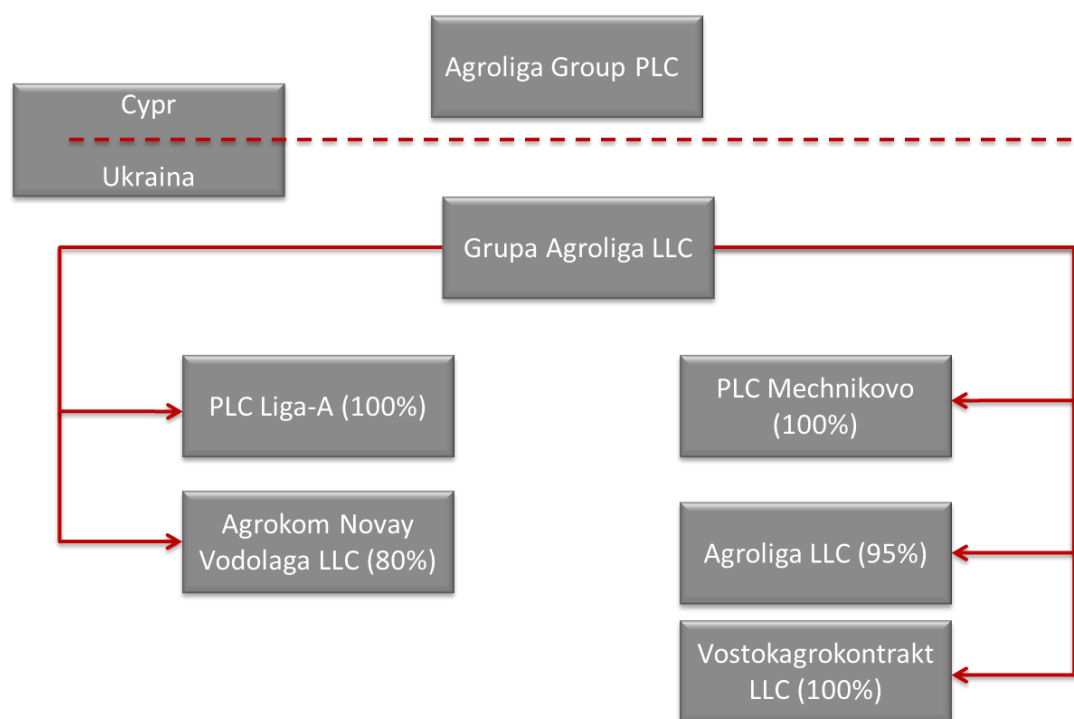 Agroliga Group PLC
Cypr
Ukraina
Grupa Agroliga LLC
PLC Liga-A (100%)
PLC Mechnikovo
(100%)
Agrokom Novay
Vodolaga LLC (80%)
Agroliga LLC (95%)
Vostokagrokontrakt
LLC (100%)